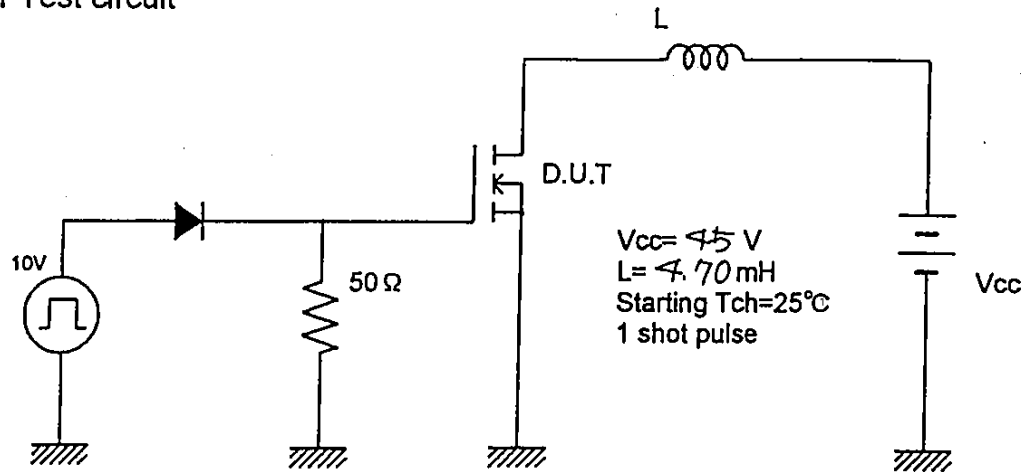 Test circuit
L
D.U.T
10V
50Ω
Vcc= 45 V
L= 4.70 mH
Starting Tch=25℃
1 shot pulse
Vcc